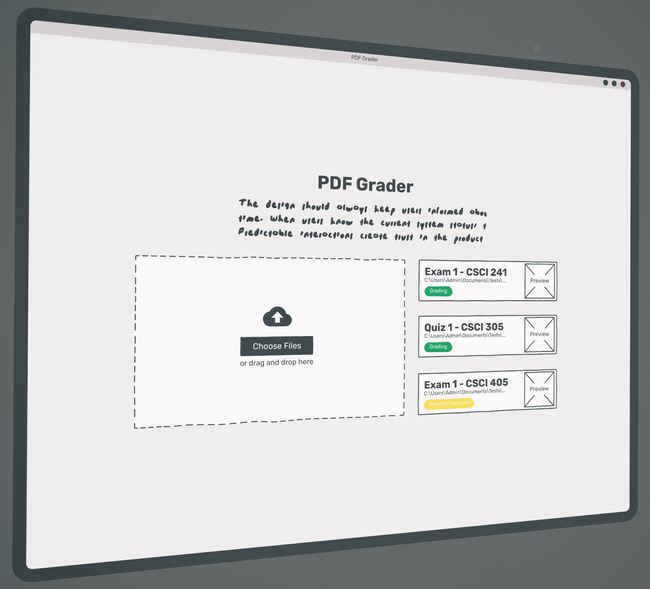 PDF Grader
PDF Grader
The design should always keep users informed abou
time. When users know the current system status, t
Predictable interactions create trust in the product
Choose Files
or drag and drop here
Exam 1 - CSCI 241
C:\Users\Admin\Documents\Tests\...
Grading
Preview
Quiz 1 - CSCI 305
C:\Users\Admin\Documents\Tests\...
Grading
Preview
Exam 1 - CSCI 405
C:\Users\Admin\Documents\Tests\...
Preview